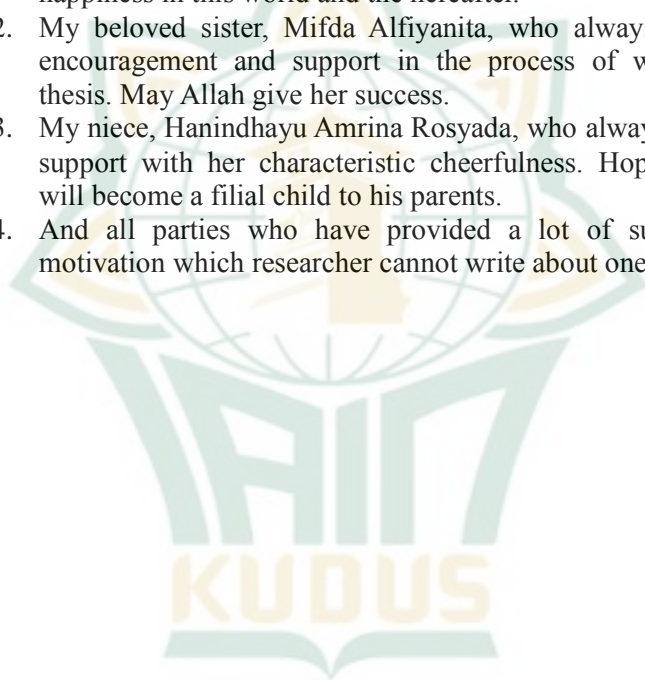 happiness in this world and the hereafter.
2. My beloved sister, Mifda Alfiyanita, who always
encouragement and support in the process of w
thesis. May Allah give her success.
3. My niece, Hanindhayu Amrina Rosyada, who alway
support with her characteristic cheerfulness. Hop
will become a filial child to his parents.
4. And all parties who have provided a lot of su
motivation which researcher cannot write about one
IAIN
KUDUS